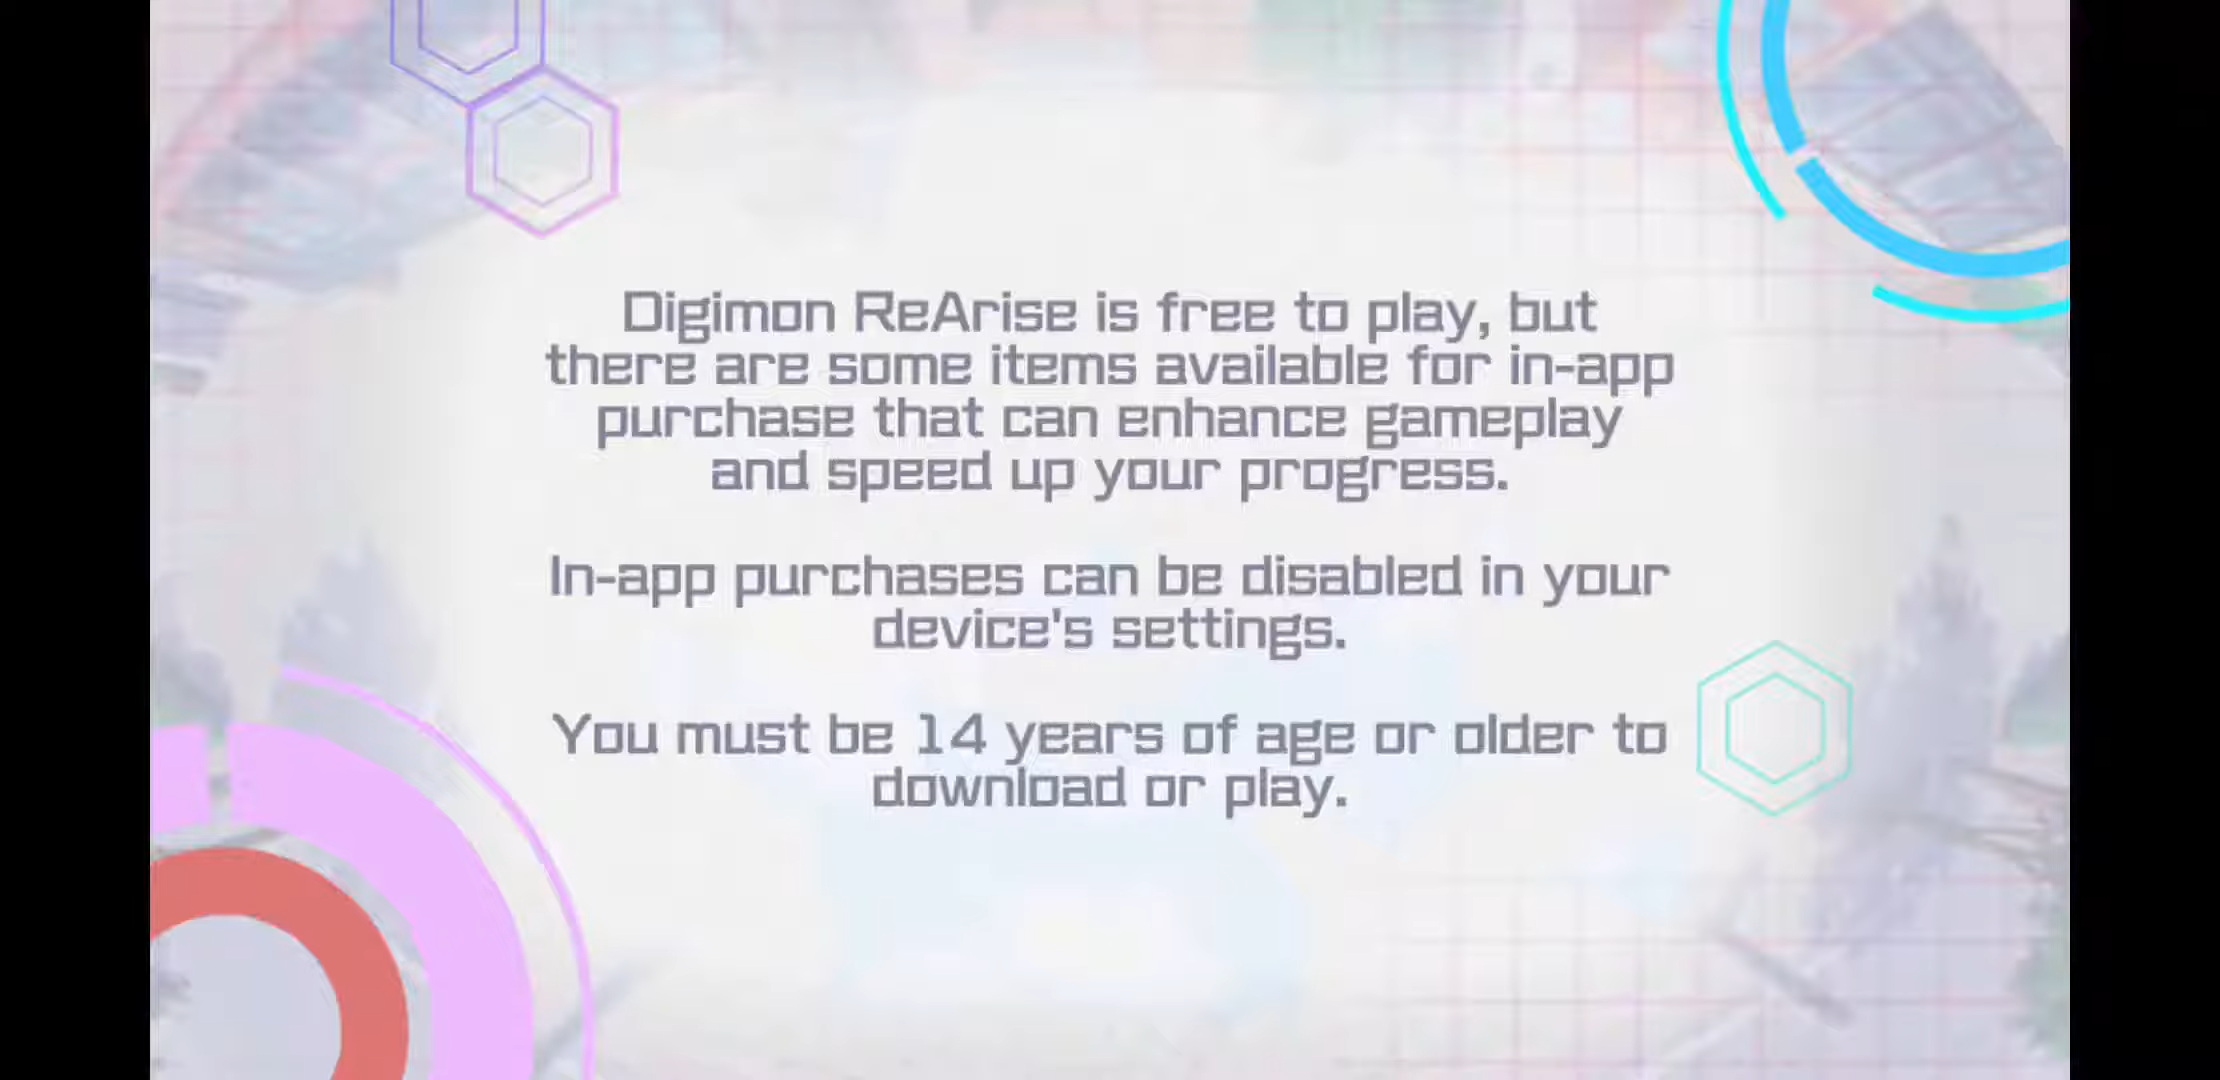 Digimon ReArise is free to play, but
there are some items available for in-app
purchase that can enhance gameplay
and speed up your progress.
In-app purchases can be disabled in your
device's settings.
You must be 14 years of age or older to
download or play.